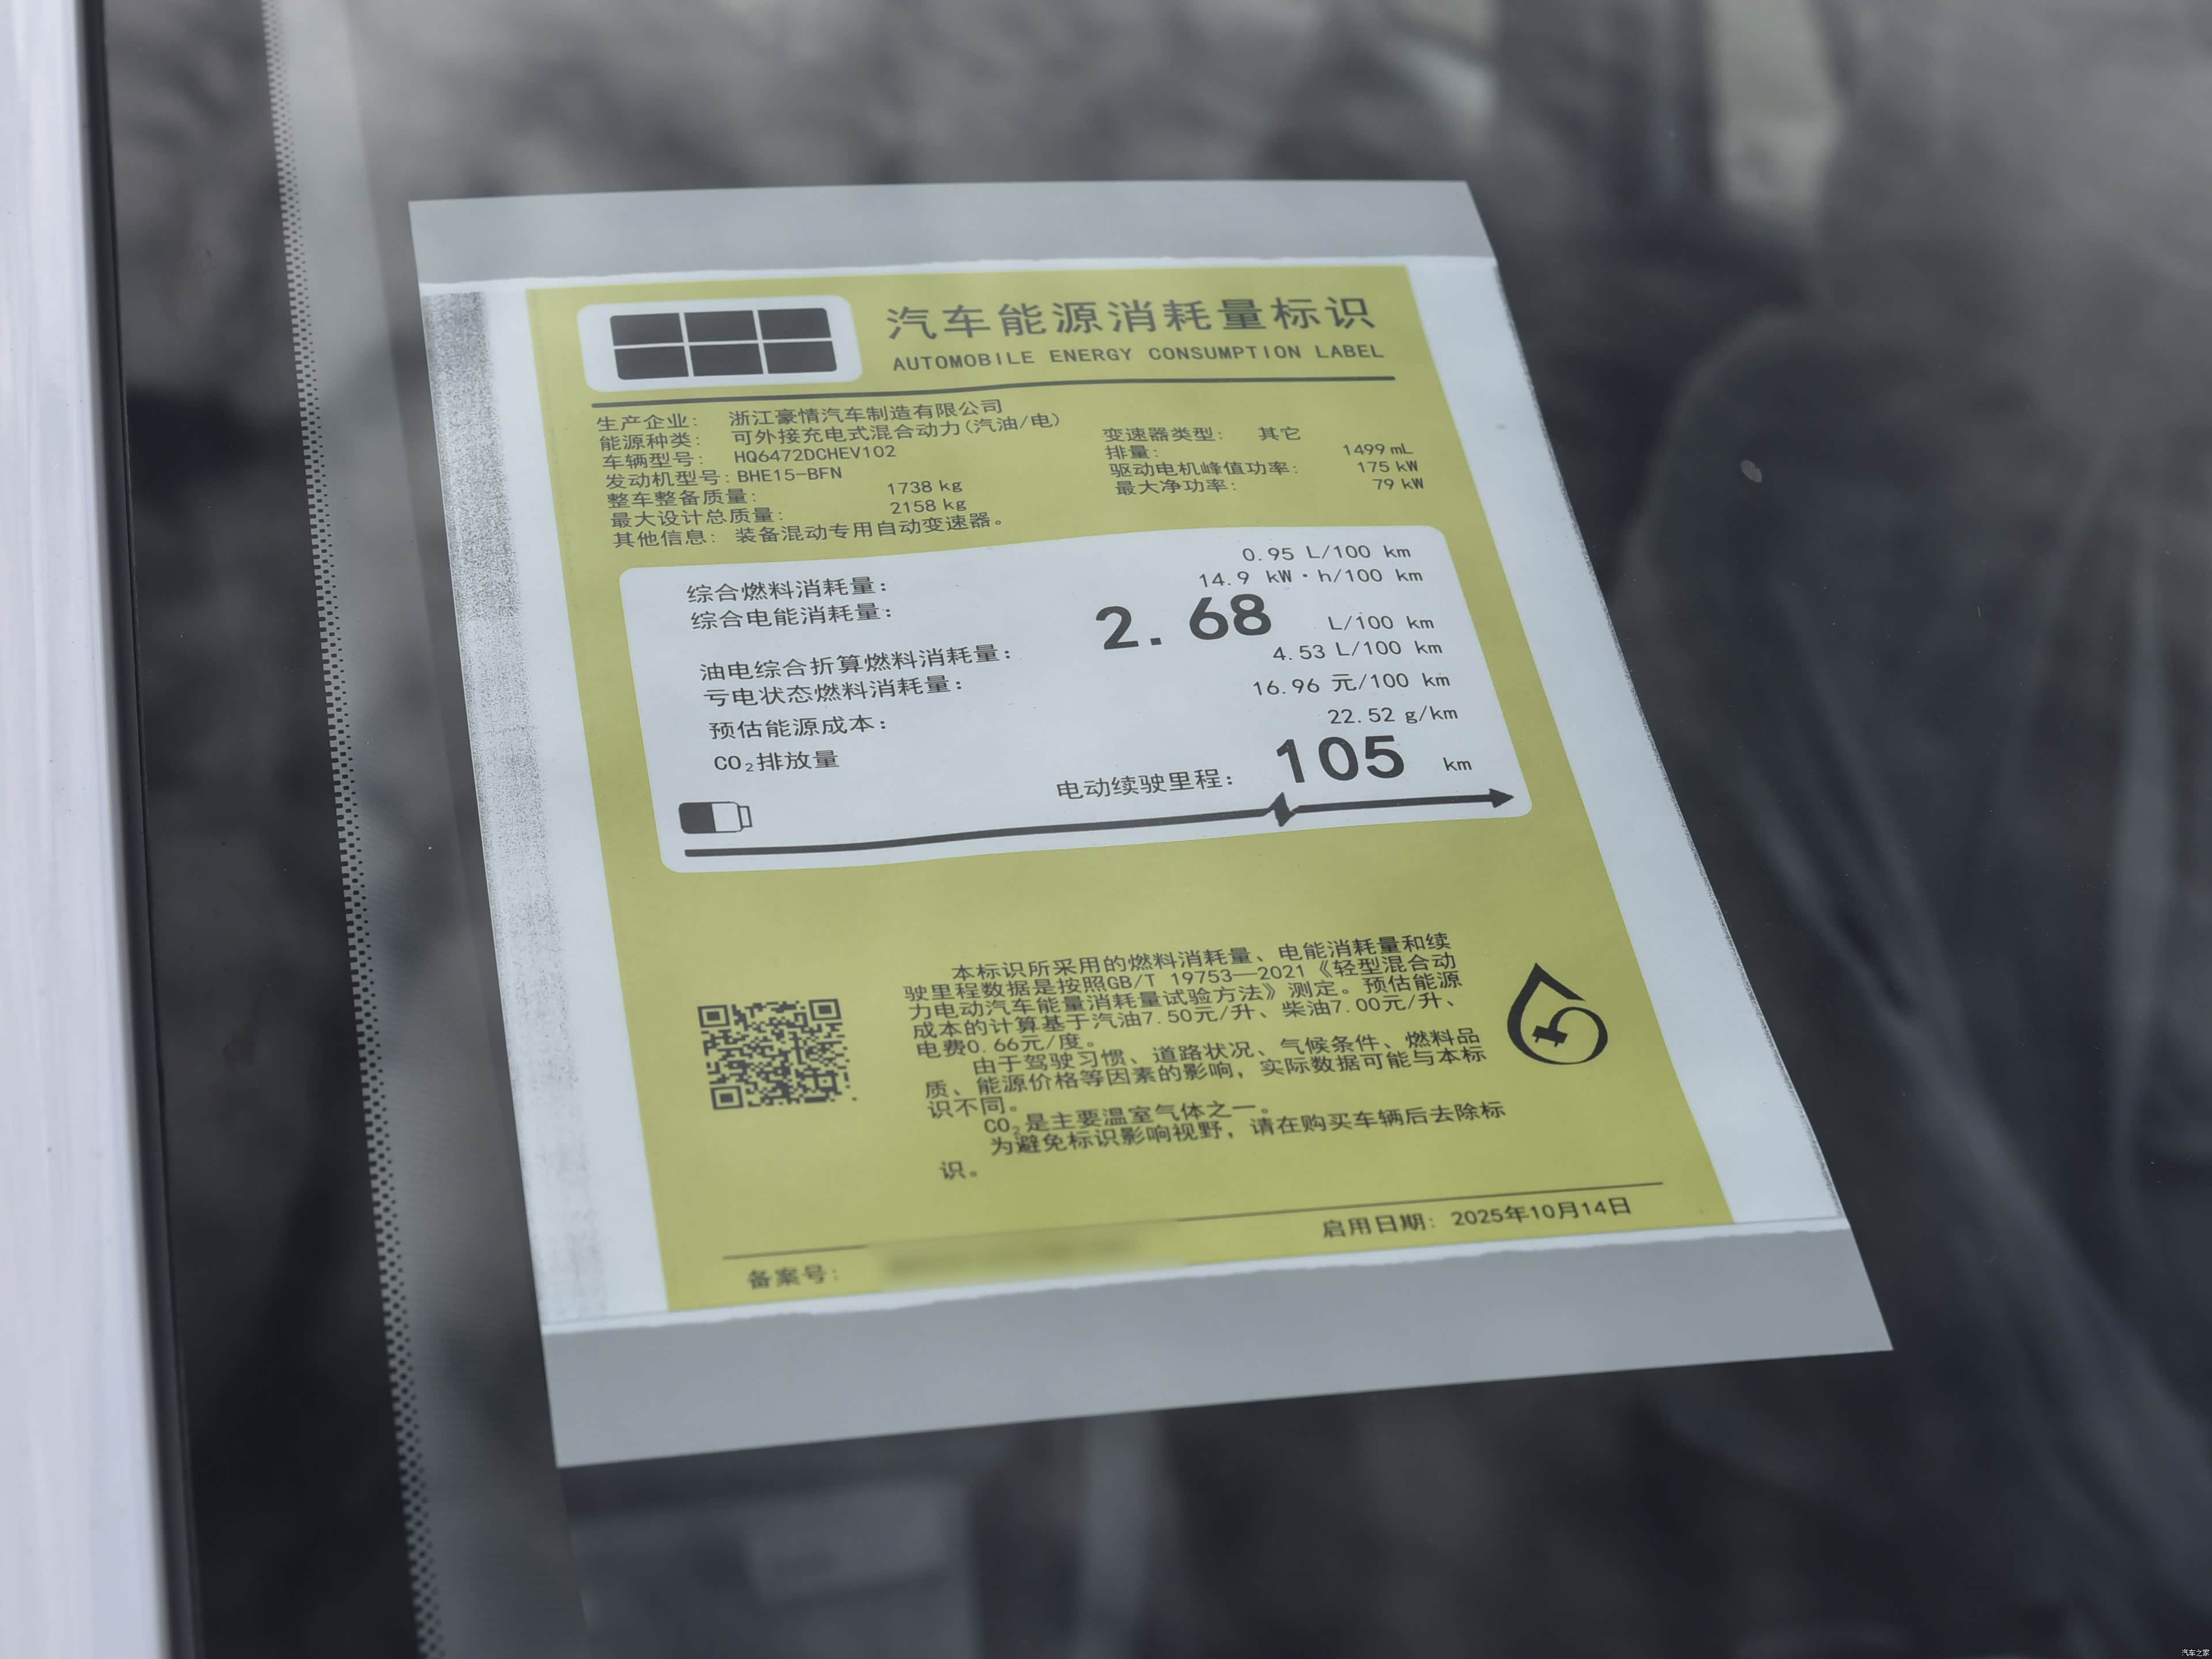 汽车能源消耗量标识
AUTOMOBILE ENERGY CONSUMPTION LABEL
生产企业: 浙江豪情汽车制造有限公司
能源种类: 可外接充电式混合动力(汽油/电)
车辆型号: HQ6472DCHEV102
发动机型号: BHE15-BFN
整车整备质量: 1738 kg
最大设计总质量: 2158 kg
其他信息: 装备混动专用自动变速器。
变速器类型: 其它
排量: 1499 mL
驱动电机峰值功率: 175 kW
最大净功率: 79 kW
综合燃料消耗量: 0.95 L/100 km
综合电能消耗量: 14.9 kW·h/100 km
油电综合折算燃料消耗量: 2.68 L/100 km
亏电状态燃料消耗量: 4.53 L/100 km
预估能源成本: 16.96 元/100 km
CO₂排放量 22.52 g/km
电动续驶里程: 105 km
本标识所采用的燃料消耗量、电能消耗量和续
驶里程数据是按照GB/T 19753—2021《轻型混合动
力电动汽车能量消耗量试验方法》测定。预估能源
成本的计算基于汽油7.50元/升、柴油7.00元/升、
电费0.66元/度。
由于驾驶习惯、道路状况、气候条件、燃料品
质、能源价格等因素的影响，实际数据可能与本标
识不同。
CO₂是主要温室气体之一。
为避免标识影响视野，请在购买车辆后去除标
识。
备案号:
启用日期: 2025年10月14日
汽车之家